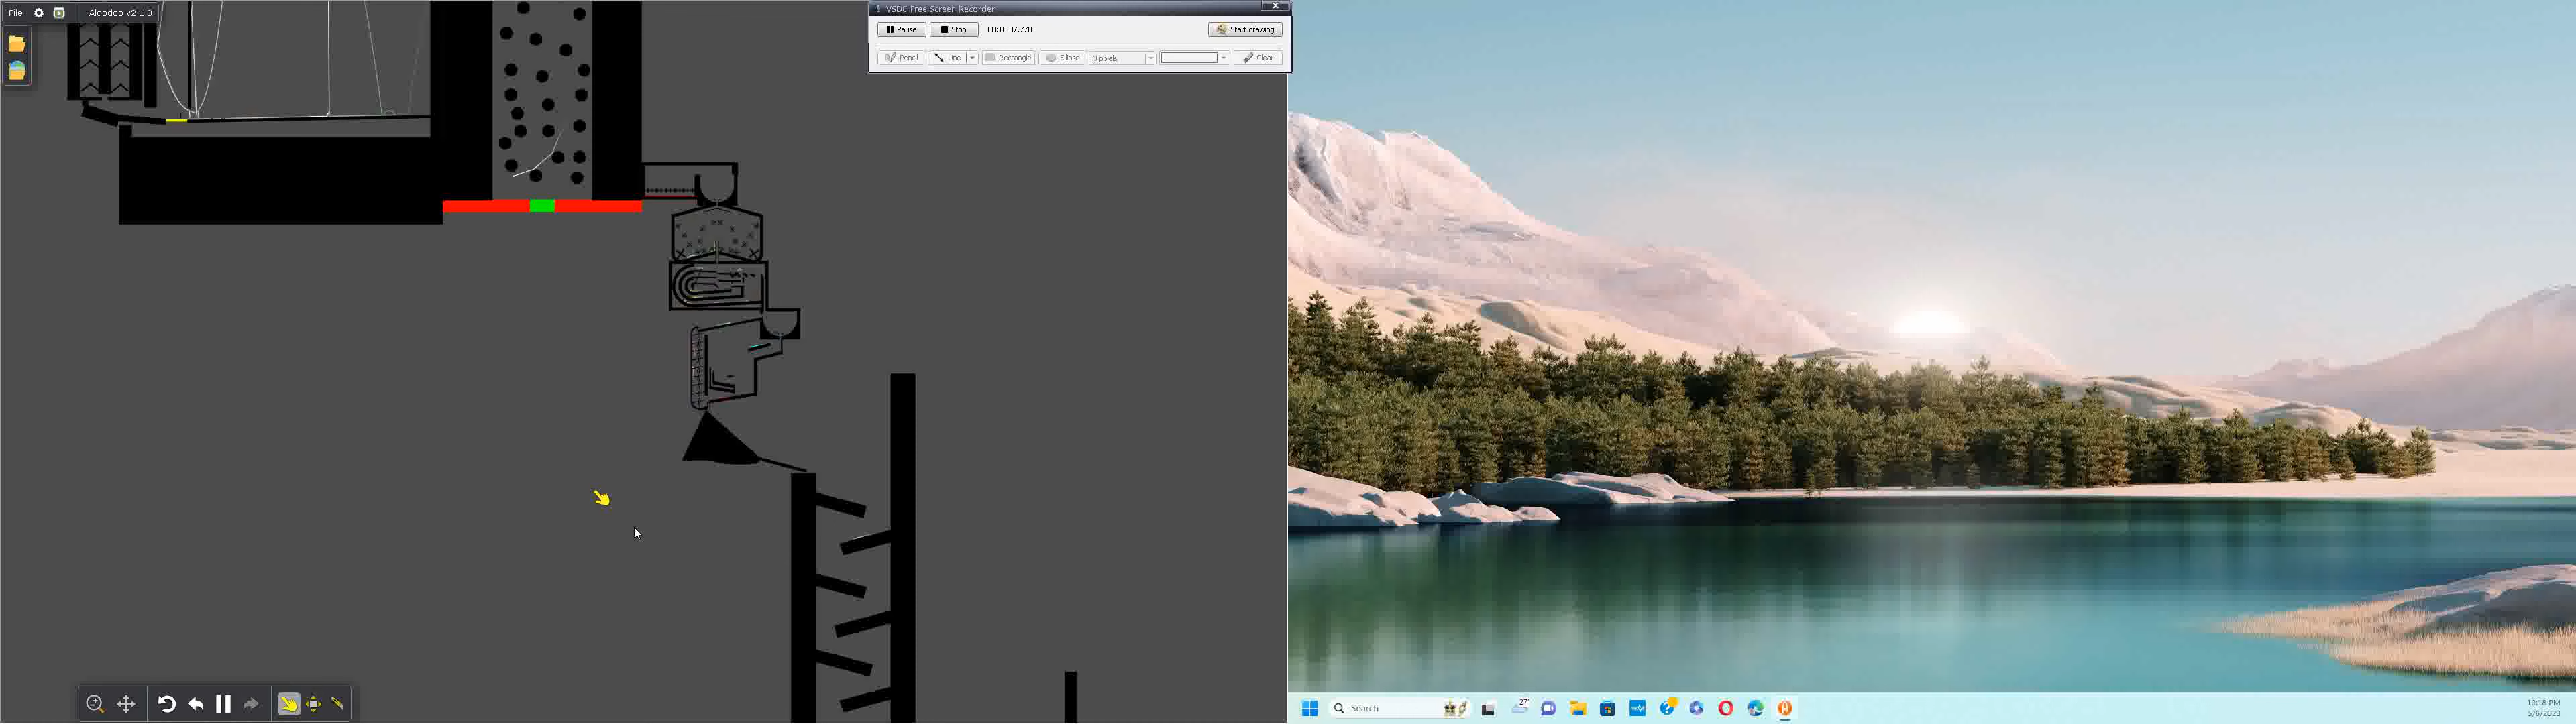 File
Algodoo v2.1.0
VSDC Free Screen Recorder
Pause
Stop
00:10:07.770
Start drawing
Pencil
Line
Rectangle
Ellipse
3 pixels
Clear
Search
27°
10:18 PM
5/6/2023